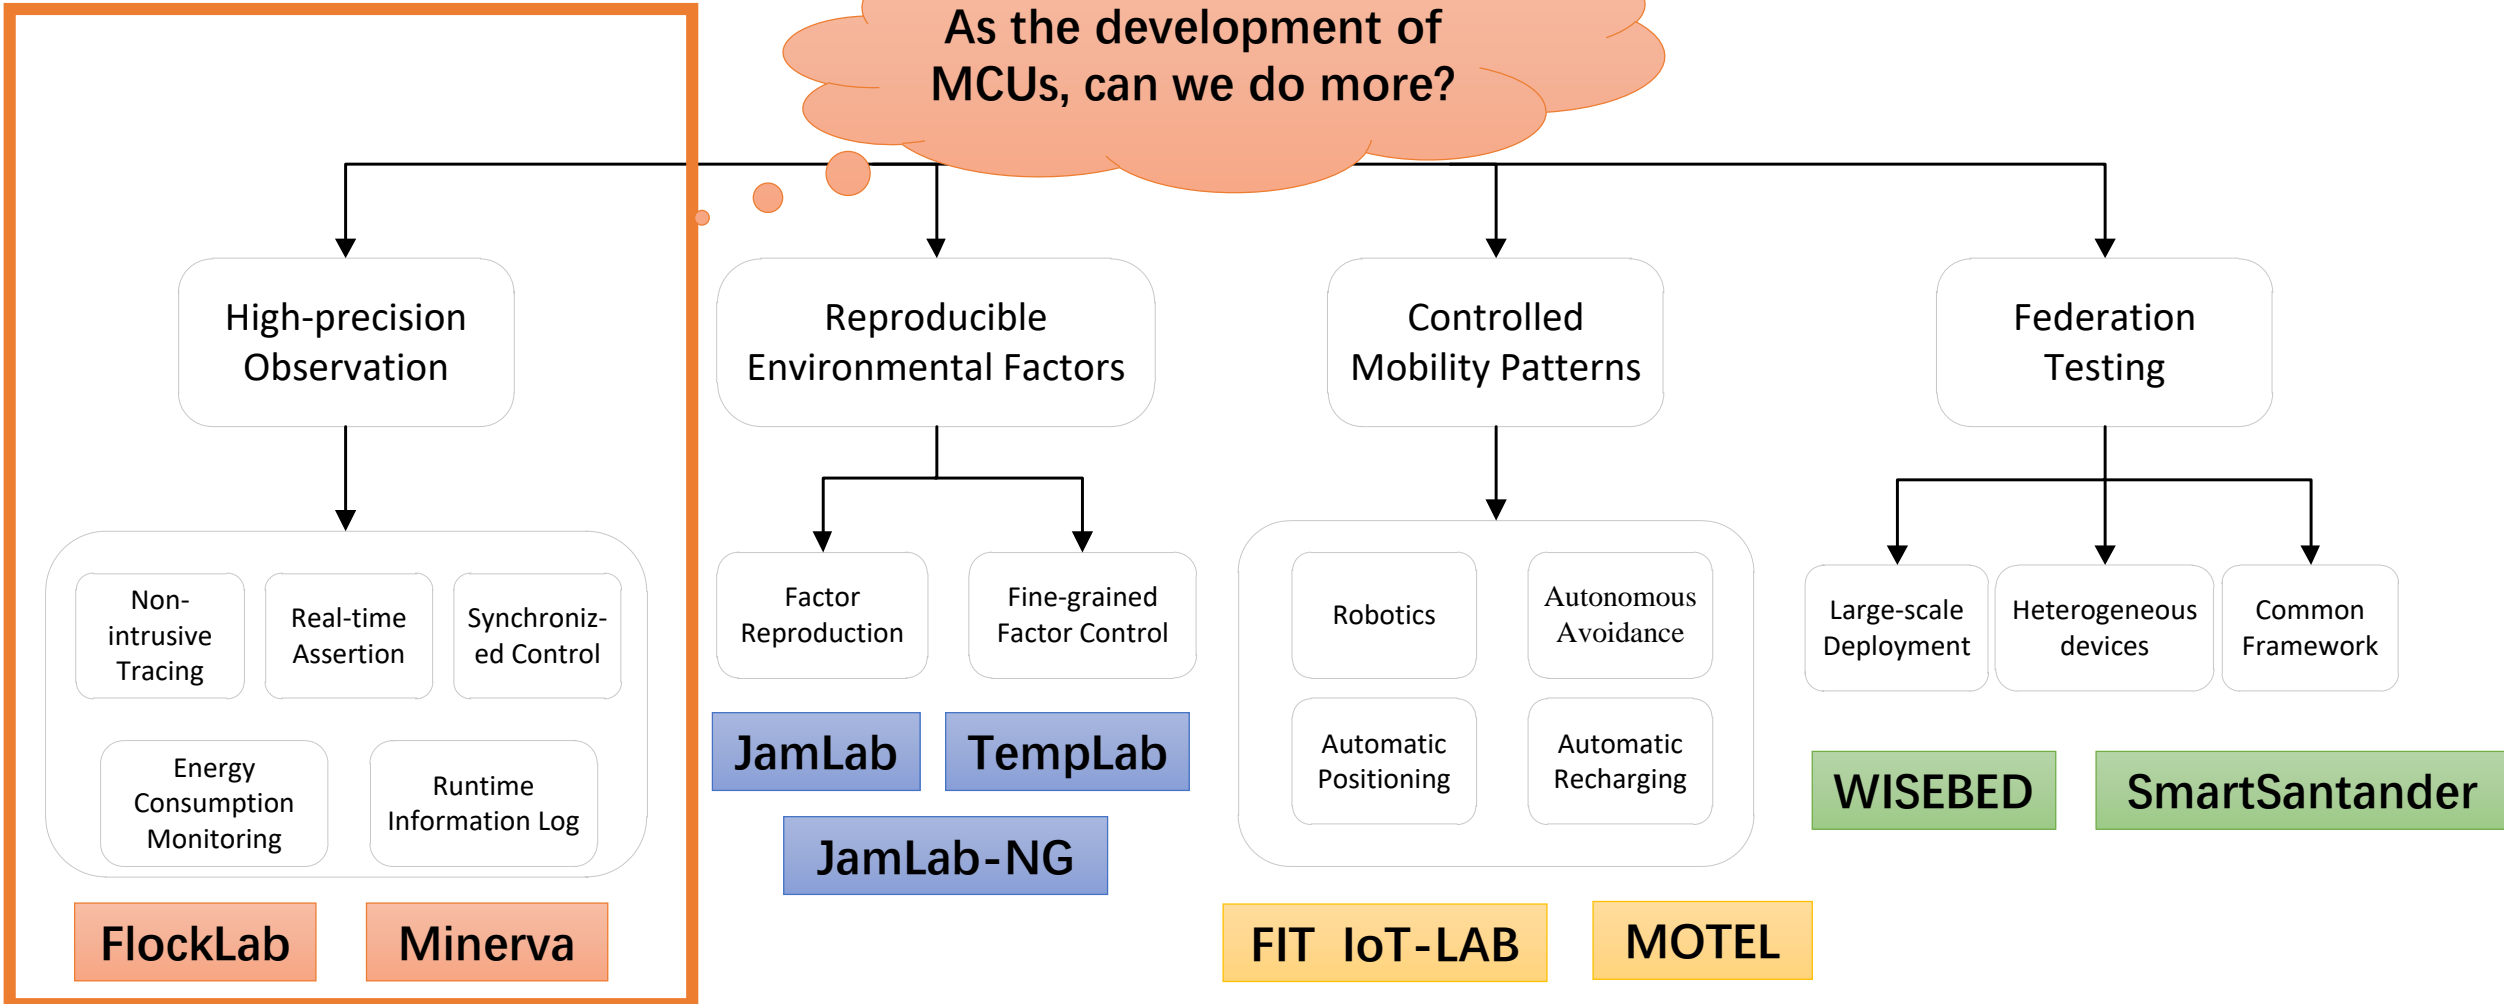 As the development of
MCUs, can we do more?
High-precision
Observation
Reproducible
Environmental Factors
Controlled
Mobility Patterns
Federation
Testing
Non-
intrusive
Tracing
Real-time
Assertion
Synchroniz-
ed Control
Energy
Consumption
Monitoring
Runtime
Information Log
FlockLab
Minerva
Factor
Reproduction
Fine-grained
Factor Control
JamLab
TempLab
JamLab-NG
Robotics
Autonomous
Avoidance
Automatic
Positioning
Automatic
Recharging
FIT IoT-LAB
MOTEL
Large-scale
Deployment
Heterogeneous
devices
Common
Framework
WISEBED
SmartSantander